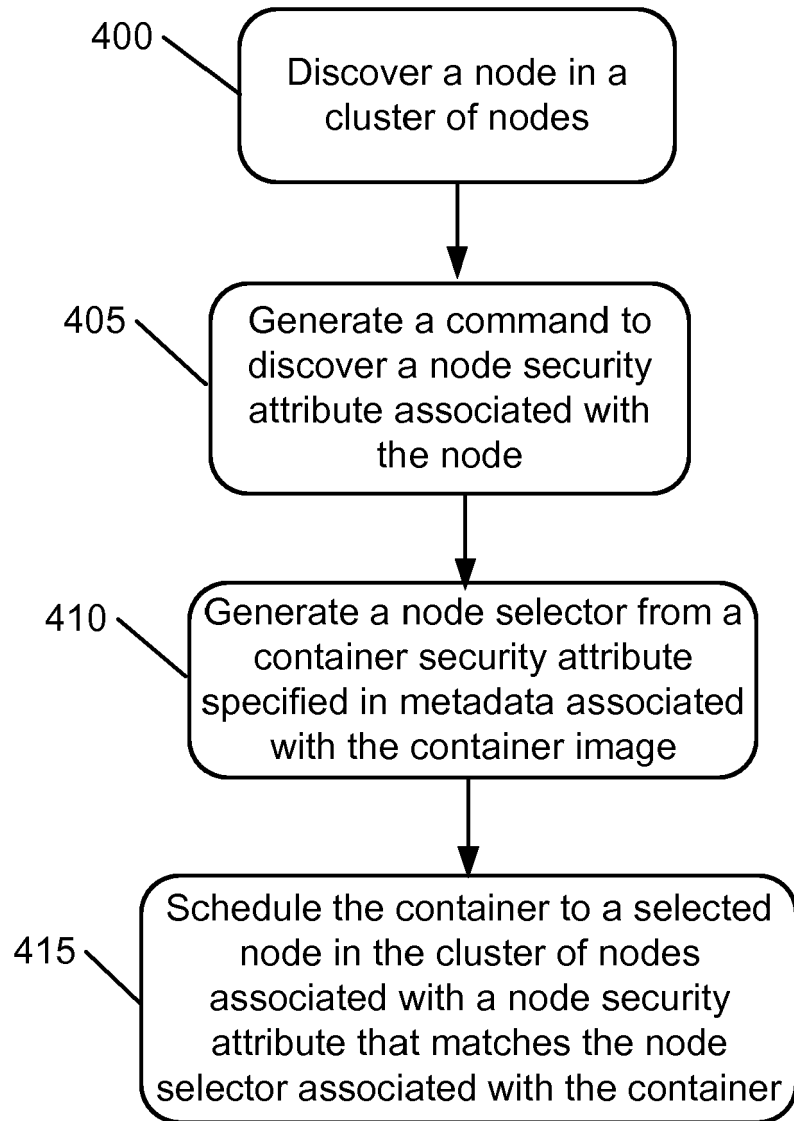 400
Discover a node in a
cluster of nodes
405
Generate a command to
discover a node security
attribute associated with
the node
410
Generate a node selector from a
container security attribute
specified in metadata associated
with the container image
415
Schedule the container to a selected
node in the cluster of nodes
associated with a node security
attribute that matches the node
selector associated with the container